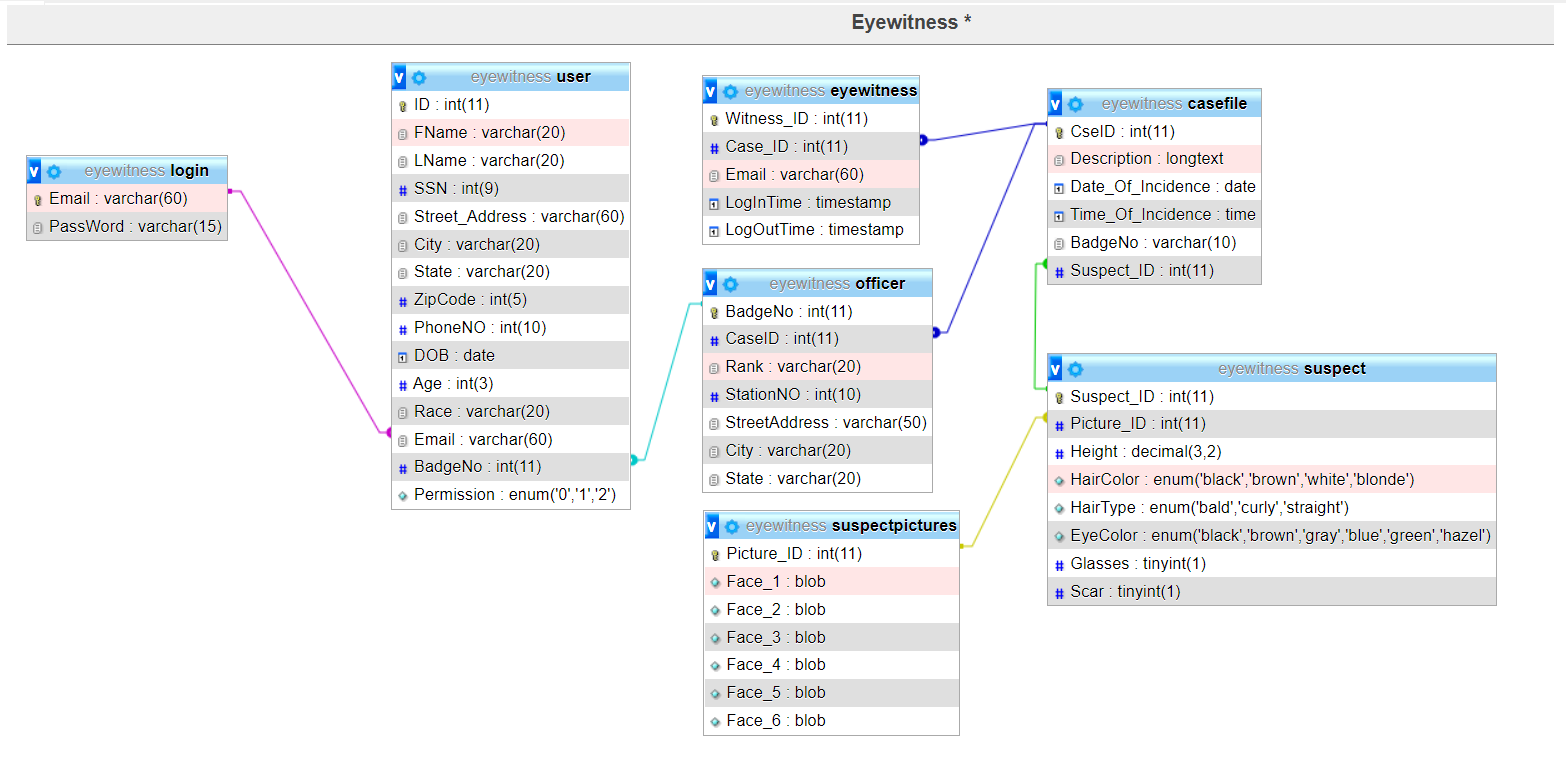 Eyewitness *
eyewitness login
Email : varchar(60)
PassWord : varchar(15)
eyewitness user
ID : int(11)
FName : varchar(20)
LName : varchar(20)
SSN : int(9)
Street_Address : varchar(60)
City : varchar(20)
State : varchar(20)
ZipCode : int(5)
PhoneNO : int(10)
DOB : date
Age : int(3)
Race : varchar(20)
Email : varchar(60)
BadgeNo : int(11)
Permission : enum('0','1','2')
eyewitness eyewitness
Witness_ID : int(11)
Case_ID : int(11)
Email : varchar(60)
LogInTime : timestamp
LogOutTime : timestamp
eyewitness officer
BadgeNo : int(11)
CaseID : int(11)
Rank : varchar(20)
StationNO : int(10)
StreetAddress : varchar(50)
City : varchar(20)
State : varchar(20)
eyewitness suspectpictures
Picture_ID : int(11)
Face_1 : blob
Face_2 : blob
Face_3 : blob
Face_4 : blob
Face_5 : blob
Face_6 : blob
eyewitness casefile
CseID : int(11)
Description : longtext
Date_Of_Incidence : date
Time_Of_Incidence : time
BadgeNo : varchar(10)
Suspect_ID : int(11)
eyewitness suspect
Suspect_ID : int(11)
Picture_ID : int(11)
Height : decimal(3,2)
HairColor : enum('black','brown','white','blonde')
HairType : enum('bald','curly','straight')
EyeColor : enum('black','brown','gray','blue','green','hazel')
Glasses : tinyint(1)
Scar : tinyint(1)